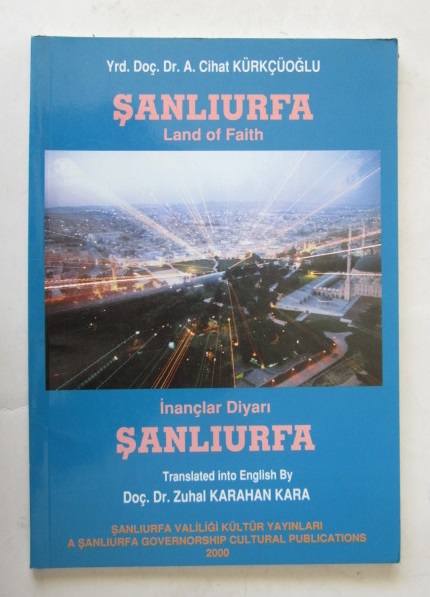 Yrd. Doç. Dr. A. Cihat KÜRKÇÜOĞLU
ŞANLIURFA
Land of Faith
İnançlar Diyarı
ŞANLIURFA
Translated into English By
Doç. Dr. Zuhal KARAHAN KARA
ŞANLIURFA VALİLİĞİ KÜLTÜR YAYINLARI
A ŞANLIURFA GOVERNORSHIP CULTURAL PUBLICATIONS
2000